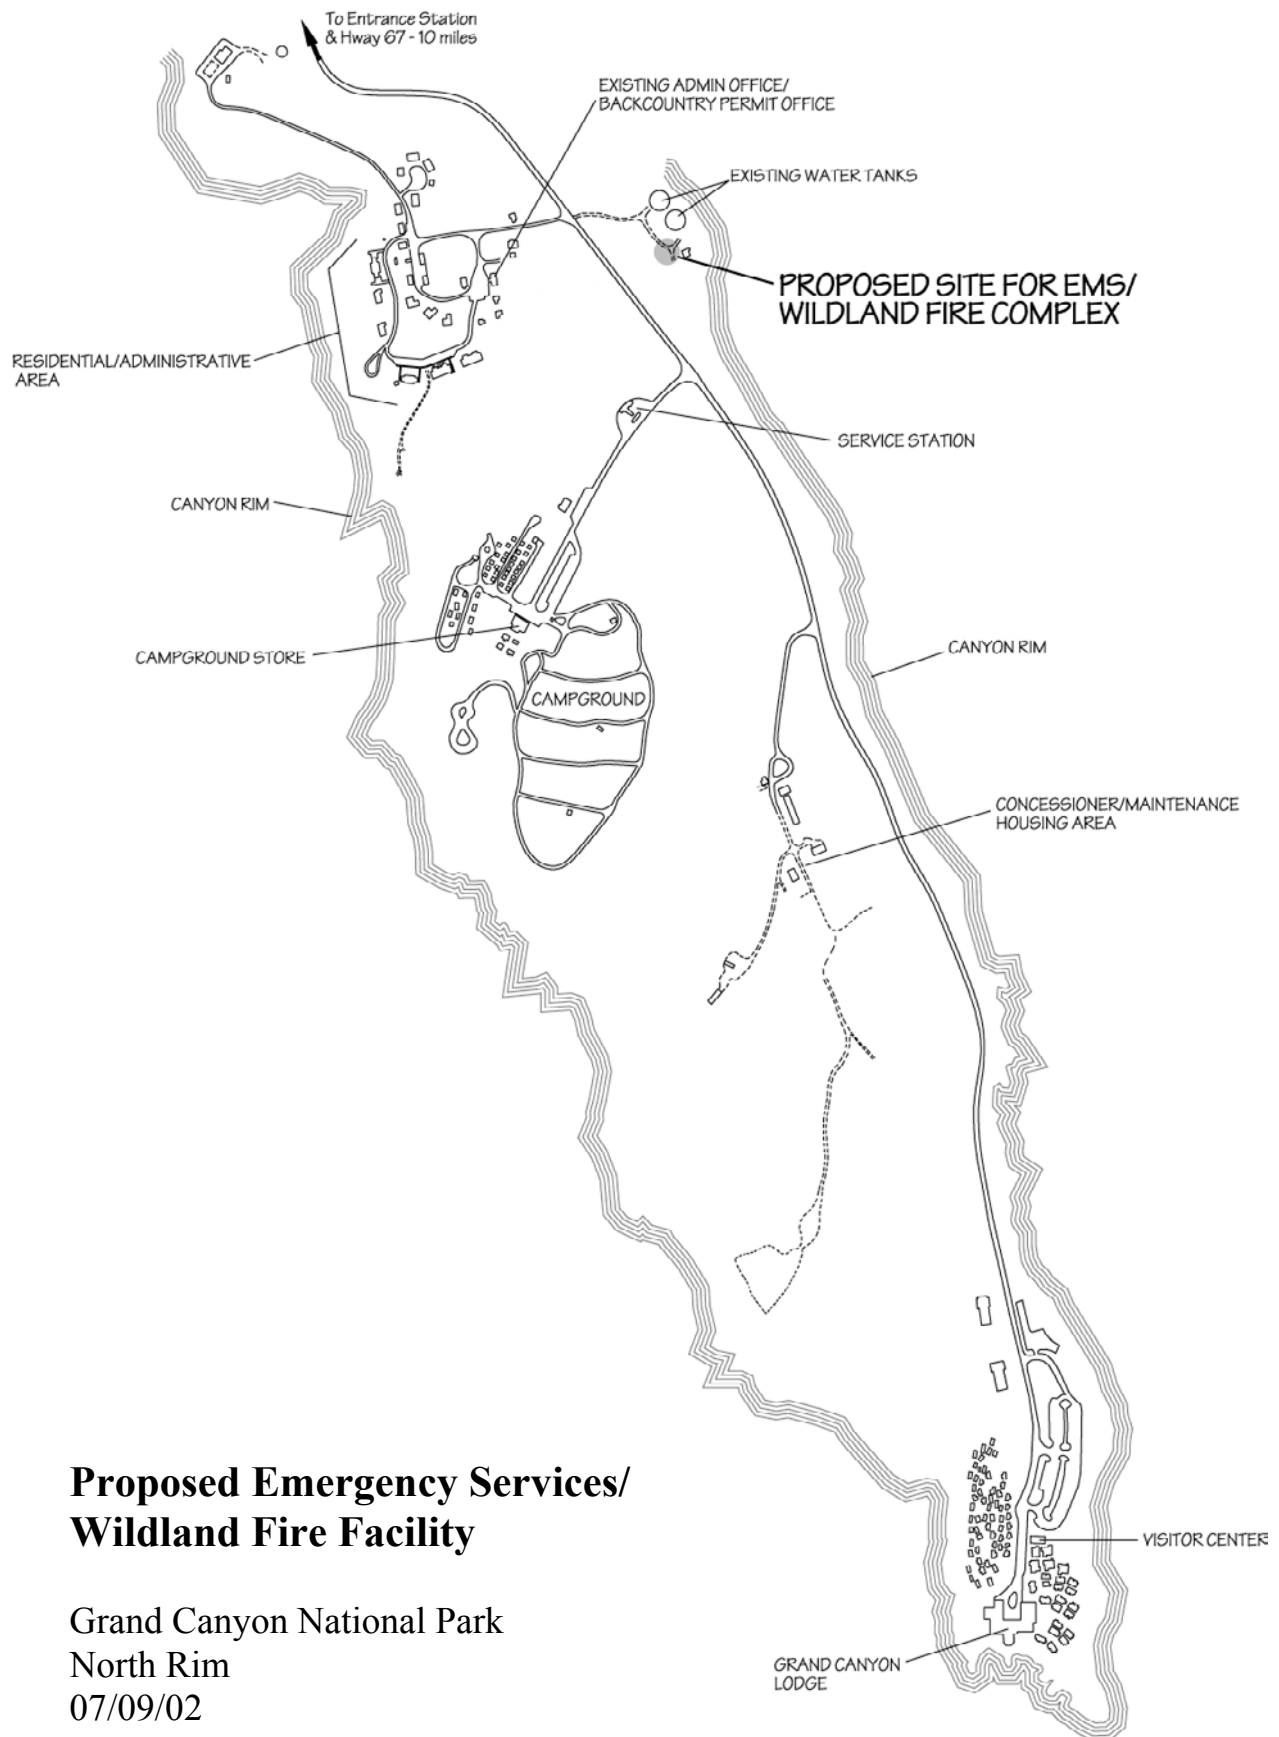 To Entrance Station
& Hway 67 - 10 miles
EXISTING ADMIN OFFICE/
BACKCOUNTRY PERMIT OFFICE
EXISTING WATER TANKS
PROPOSED SITE FOR EMS/
WILDLAND FIRE COMPLEX
RESIDENTIAL/ADMINISTRATIVE
AREA
SERVICE STATION
CANYON RIM
CAMPGROUND STORE
CANYON RIM
CAMPGROUND
CONCESSIONER/MAINTENANCE
HOUSING AREA
Proposed Emergency Services/
Wildland Fire Facility
VISITOR CENTER
Grand Canyon National Park
North Rim
07/09/02
GRAND CANYON
LODGE